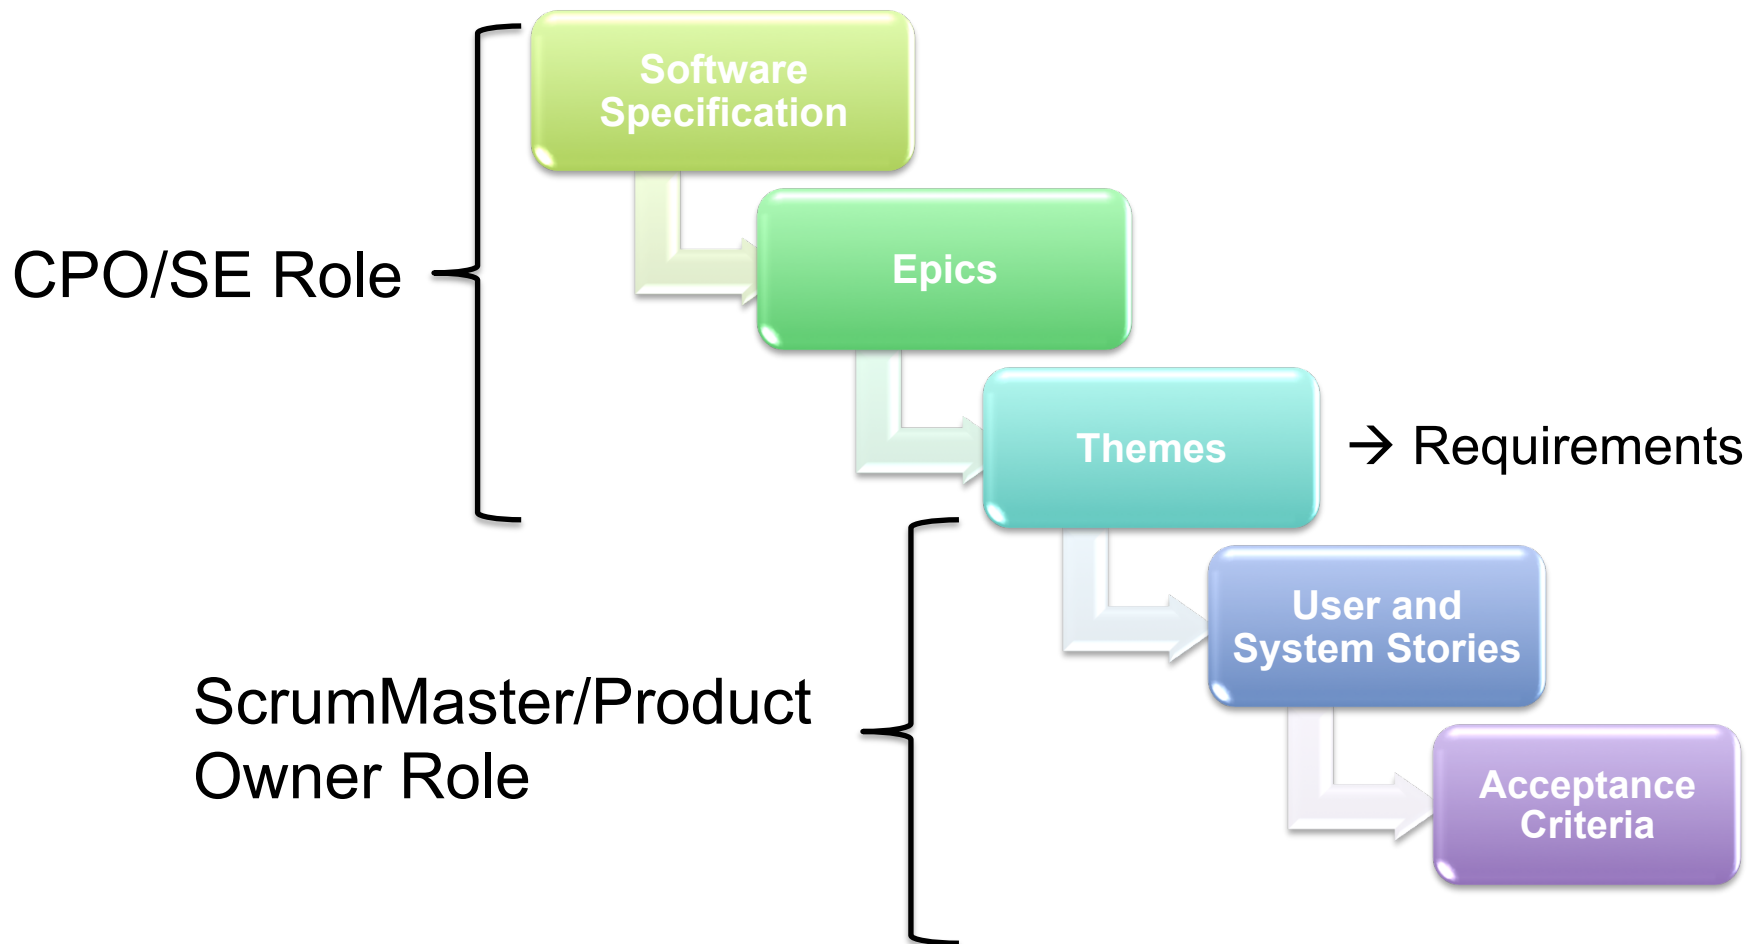 Software
Specification
CPO/SE Role
Epics
Themes
→ Requirements
User and
System Stories
ScrumMaster/Product
Owner Role
Acceptance
Criteria